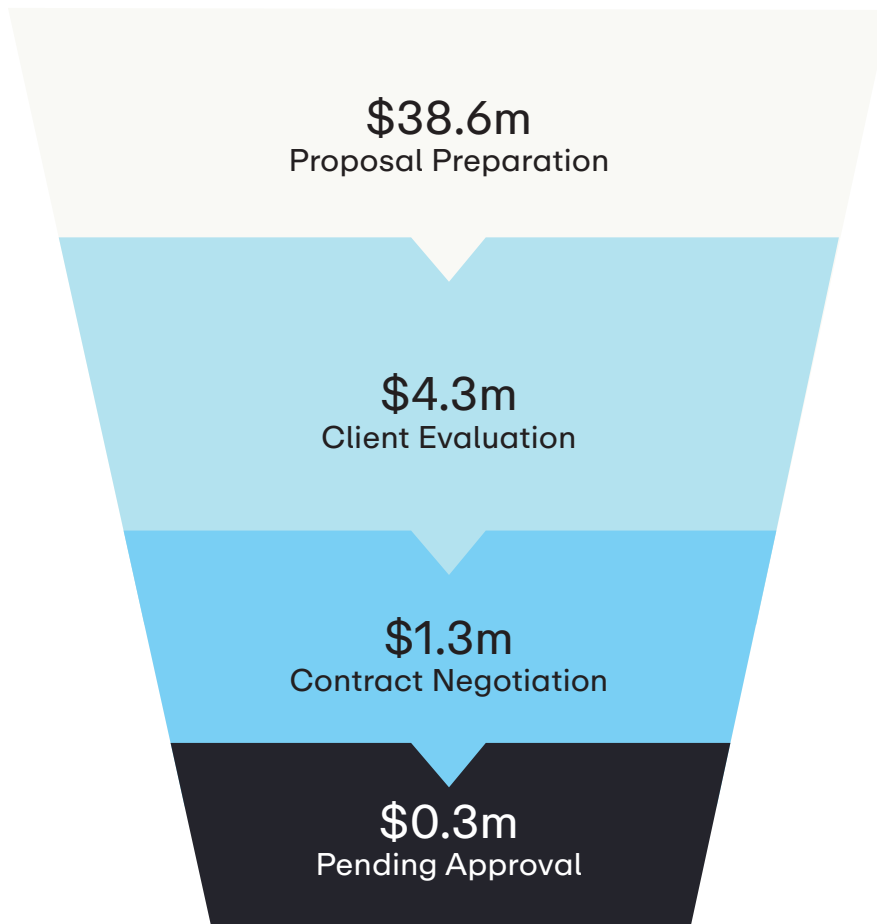 $38.6m
Proposal Preparation
$4.3m
Client Evaluation
$1.3m
Contract Negotiation
$0.3m
Pending Approval